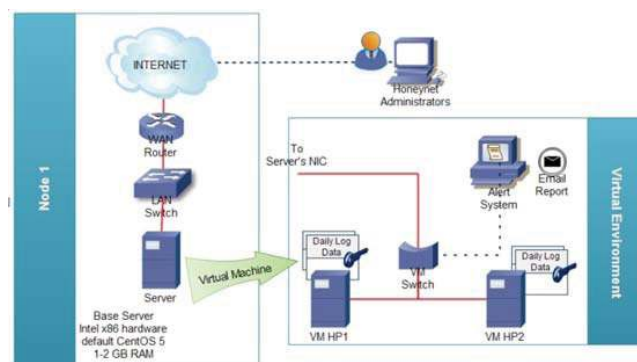 Node 1
INTERNET
WAN
Router
LAN
Switch
Server
Base Server
Intel x86 hardware
default CentOS 5
1-2 GB RAM
Honeynet
Administrators
Virtual Machine
To
Server's NIC
Alert
System
Email
Report
Daily Log
Data
VM HP1
VM
Switch
Daily Log
Data
VM HP2
Virtual Environment